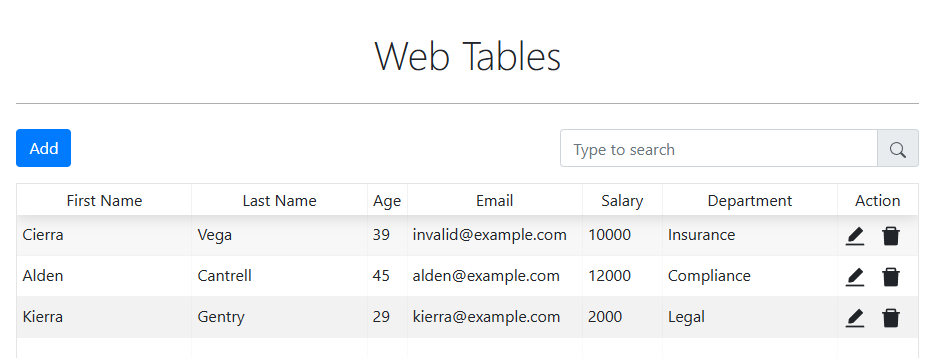 Web Tables
Add
Type to search
First Name Last Name Age Email Salary Department Action
Cierra Vega 39 invalid@example.com 10000 Insurance
Alden Cantrell 45 alden@example.com 12000 Compliance
Kierra Gentry 29 kierra@example.com 2000 Legal